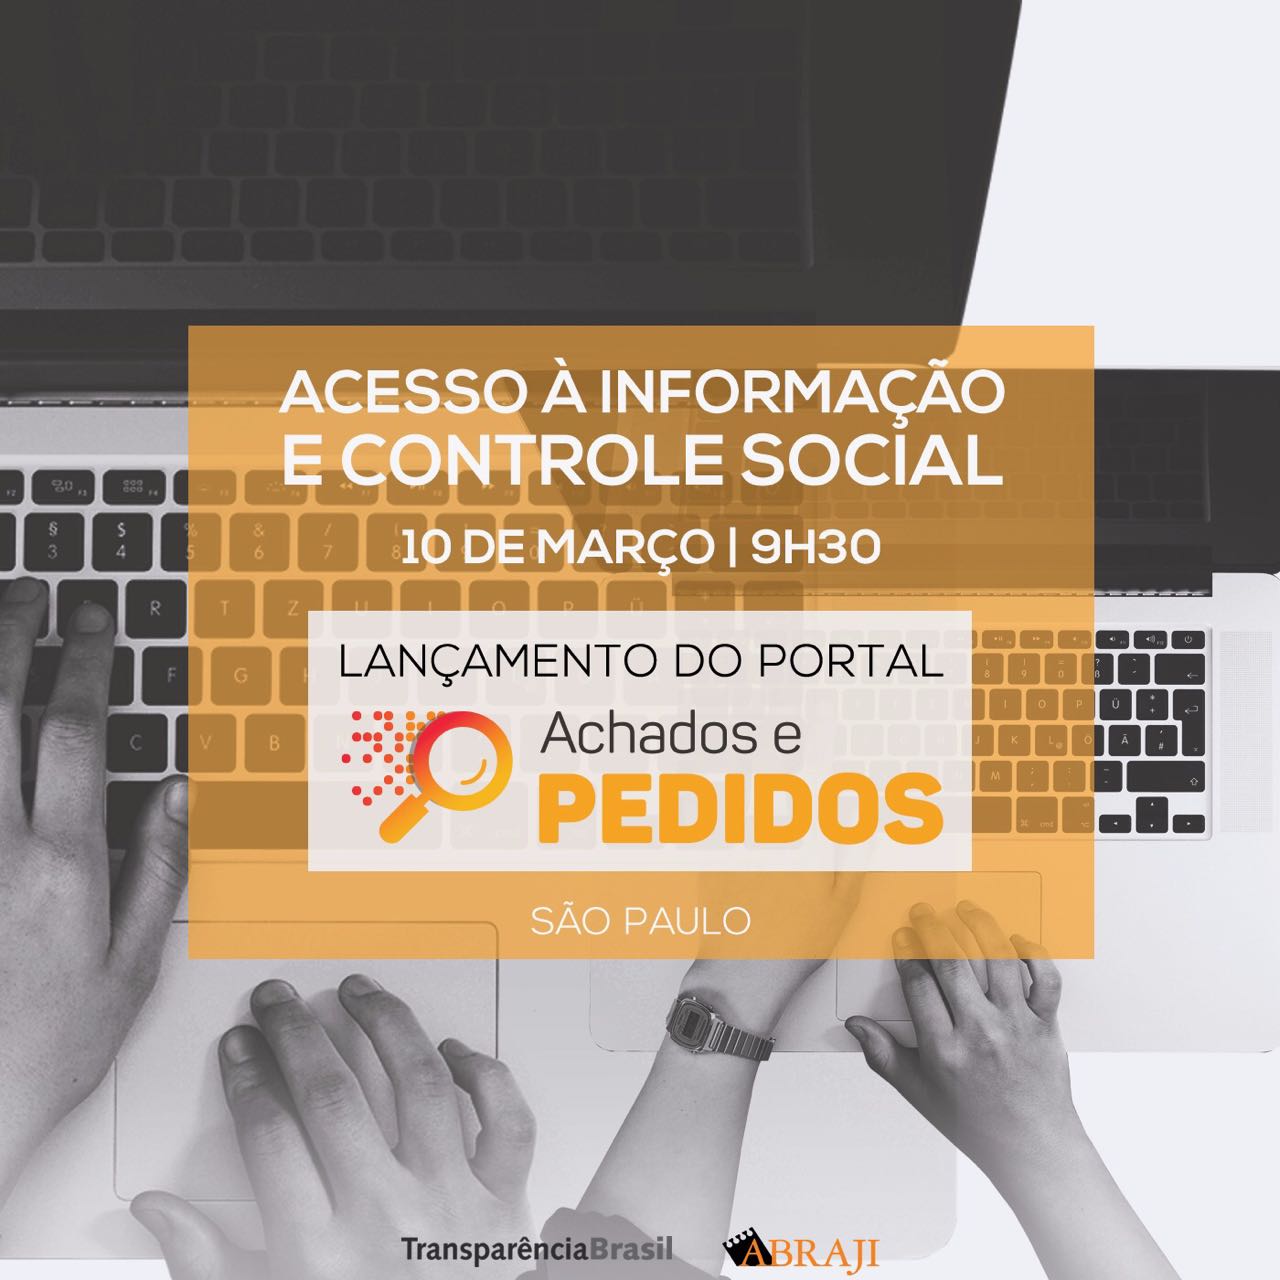 ACESSO À INFORMAÇÃO
E CONTROLE SOCIAL
10 DE MARÇO | 9H30
LANÇAMENTO DO PORTAL
Achados e
PEDIDOS
SÃO PAULO
TransparênciaBrasil
ABRAJI